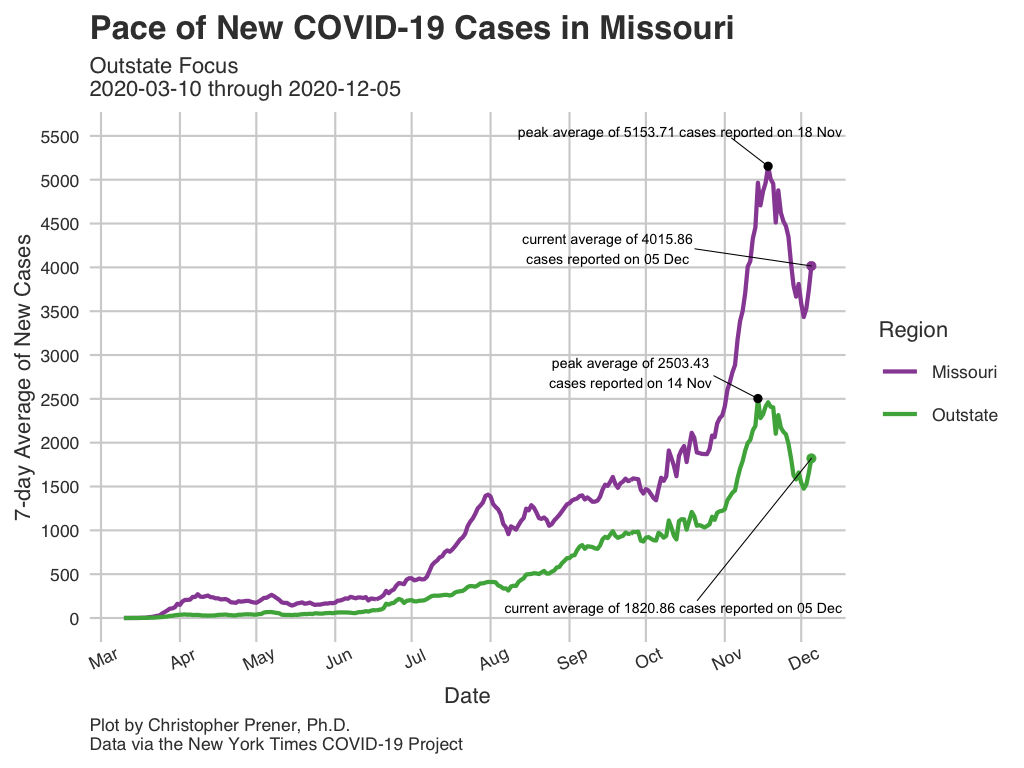 Pace of New COVID-19 Cases in Missouri
Outstate Focus
2020-03-10 through 2020-12-05
7-day Average of New Cases
5500
5000
4500
4000
3500
3000
2500
2000
1500
1000
500
0
peak average of 5153.71 cases reported on 18 Nov
current average of 4015.86
cases reported on 05 Dec
peak average of 2503.43
cases reported on 14 Nov
current average of 1820.86 cases reported on 05 Dec
Region
Missouri
Outstate
Mar Apr May Jun Jul Aug Sep Oct Nov Dec
Date
Plot by Christopher Prener, Ph.D.
Data via the New York Times COVID-19 Project